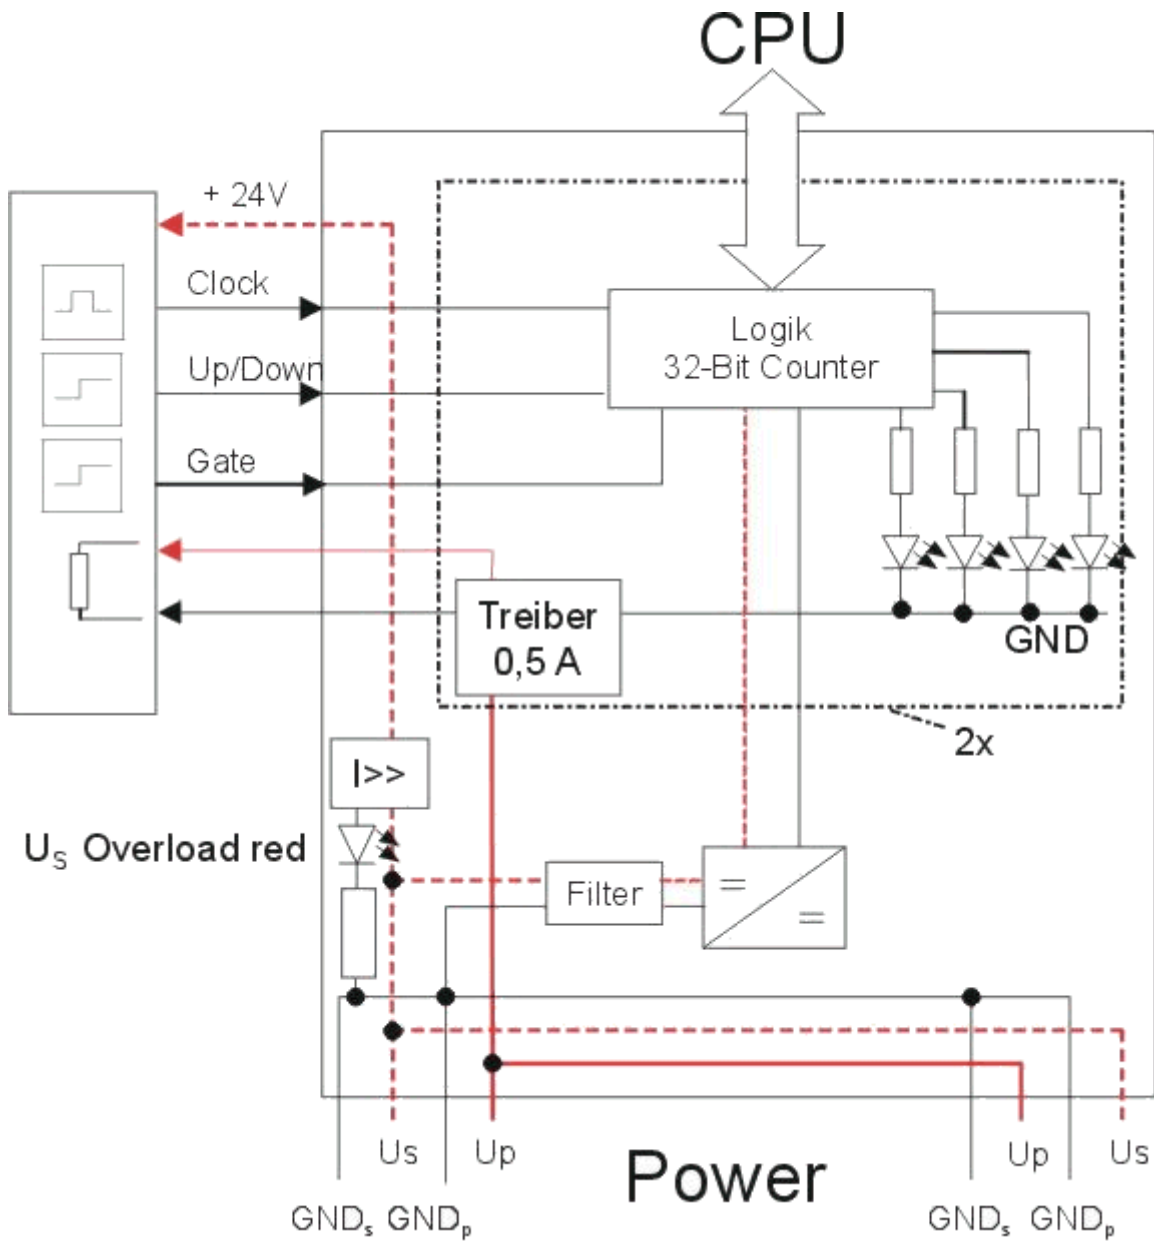 CPU
+ 24V
Clock
Up/Down
Gate
Logik
32-Bit Counter
Treiber
0,5 A
GND
2x
I>>
Us Overload red
Filter
Us
Up
Power
Up
Us
GNDs
GNDp
GNDs
GNDp